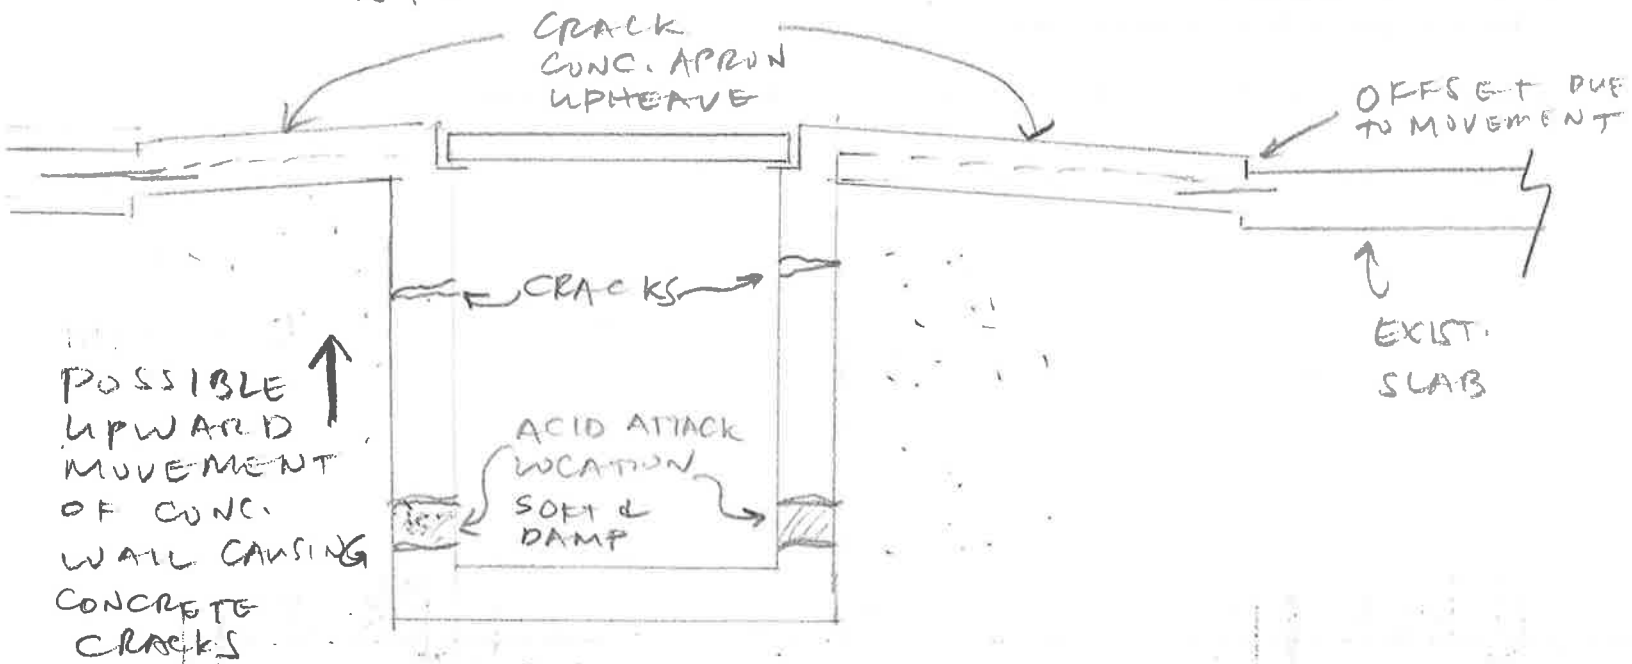 CRACK
CONC. APRON
UPHEAVE
OFFSET DUE
TO MOVEMENT
CRACKS
EXIST.
SLAB
POSSIBLE
UPWARD
MOVEMENT
OF CONC.
WALL CAUSING
CONCRETE
CRACKS
ACID ATTACK
LOCATION
SOFT &
DAMP